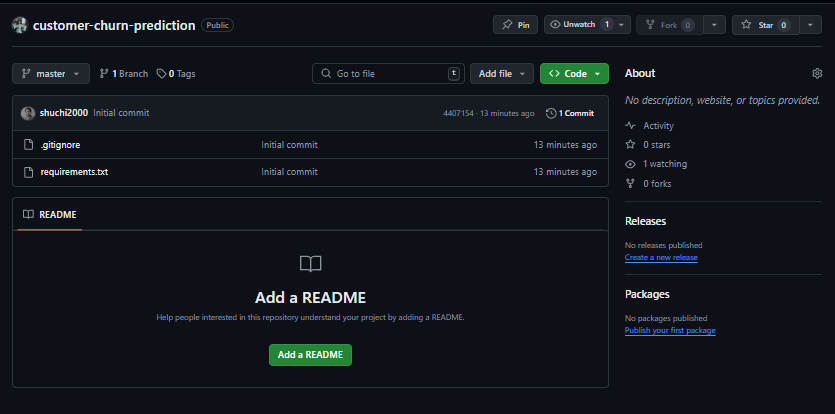 customer-churn-prediction Public Pin Unwatch 1 Fork 0 Star 0
master 1 Branch 0 Tags Go to file t Add file Code
shuchi2000 Initial commit 4407154 · 13 minutes ago 1 Commit
.gitignore Initial commit 13 minutes ago
requirements.txt Initial commit 13 minutes ago
README
Add a README
Help people interested in this repository understand your project by adding a README.
Add a README
About
No description, website, or topics provided.
Activity
0 stars
1 watching
0 forks
Releases
No releases published
Create a new release
Packages
No packages published
Publish your first package